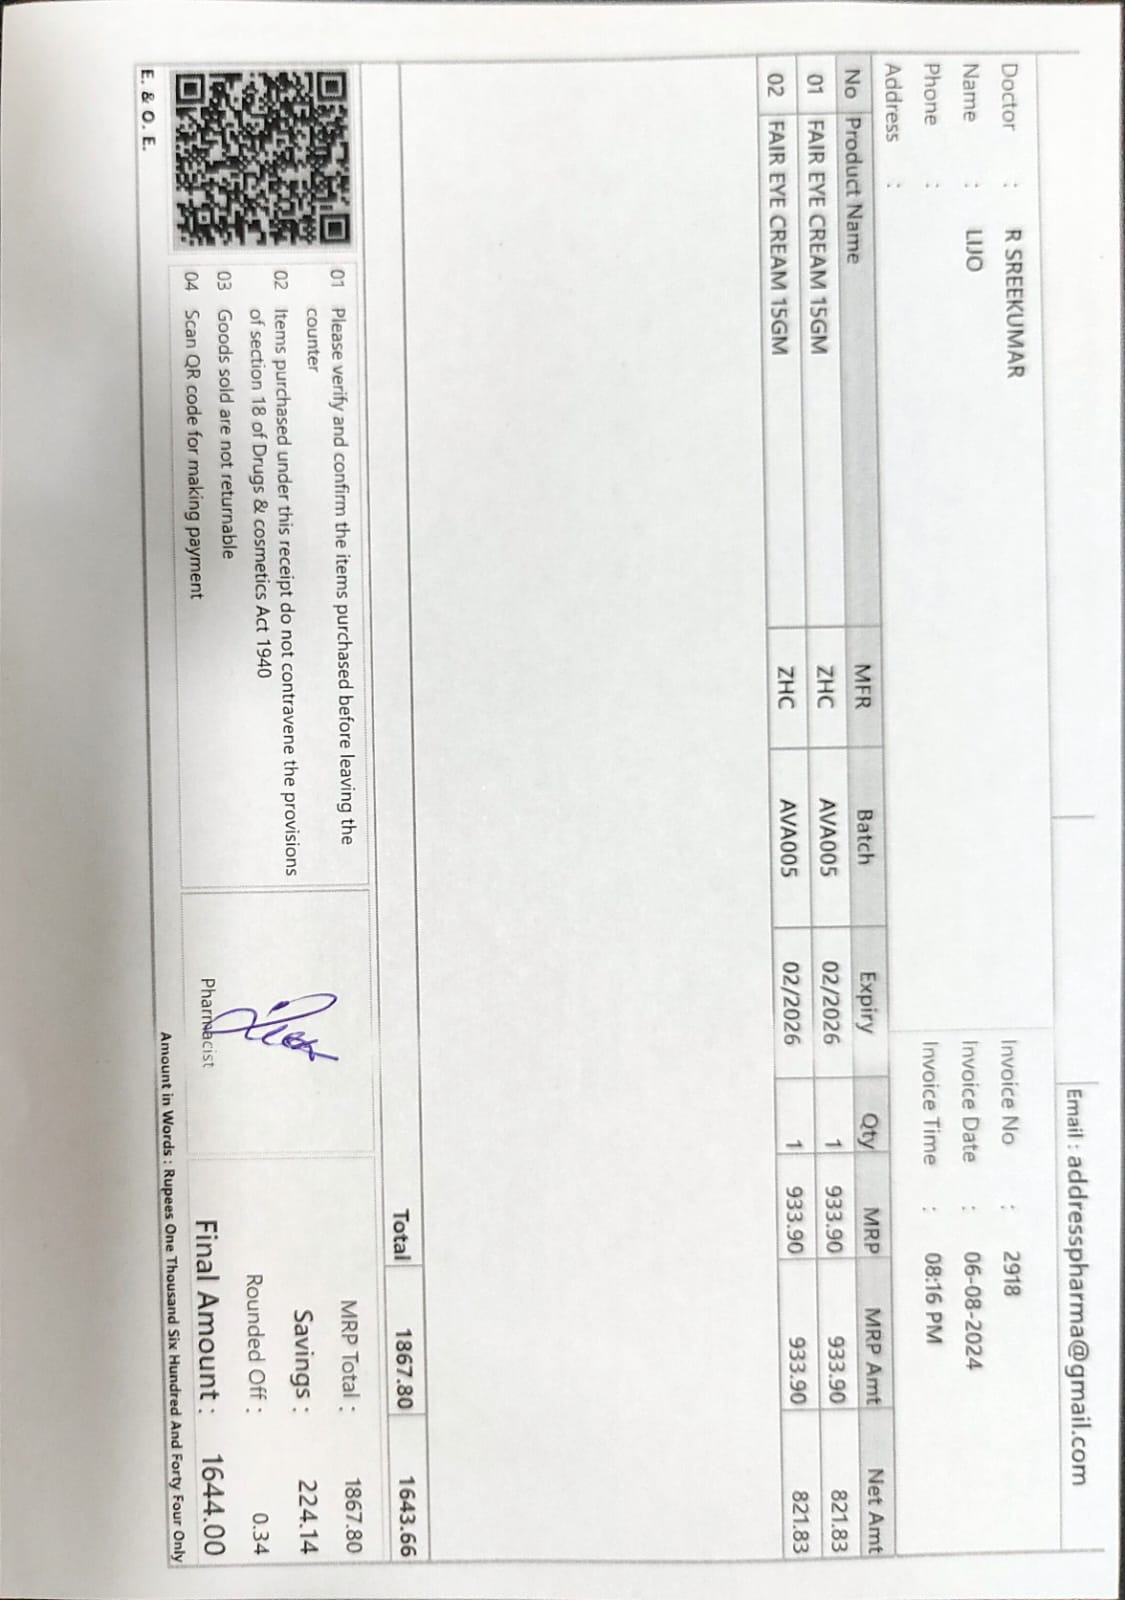 Email : addresspharma@gmail.com
Doctor : R SREEKUMAR
Name : LIJO
Phone :
Address :
Invoice No : 2918
Invoice Date : 06-08-2024
Invoice Time : 08:16 PM
No Product Name MFR Batch Expiry Qty MRP MRP Amt Net Amt
01 FAIR EYE CREAM 15GM ZHC AVA005 02/2026 1 933.90 933.90 821.83
02 FAIR EYE CREAM 15GM ZHC AVA005 02/2026 1 933.90 933.90 821.83
Total 1867.80 1643.66
01 Please verify and confirm the items purchased before leaving the
counter
02 Items purchased under this receipt do not contravene the provisions
of section 18 of Drugs & cosmetics Act 1940
03 Goods sold are not returnable
04 Scan QR code for making payment
E. & O. E.
Pharmacist
MRP Total : 1867.80
Savings : 224.14
Rounded Off : 0.34
Final Amount : 1644.00
Amount in Words : Rupees One Thousand Six Hundred And Forty Four Only